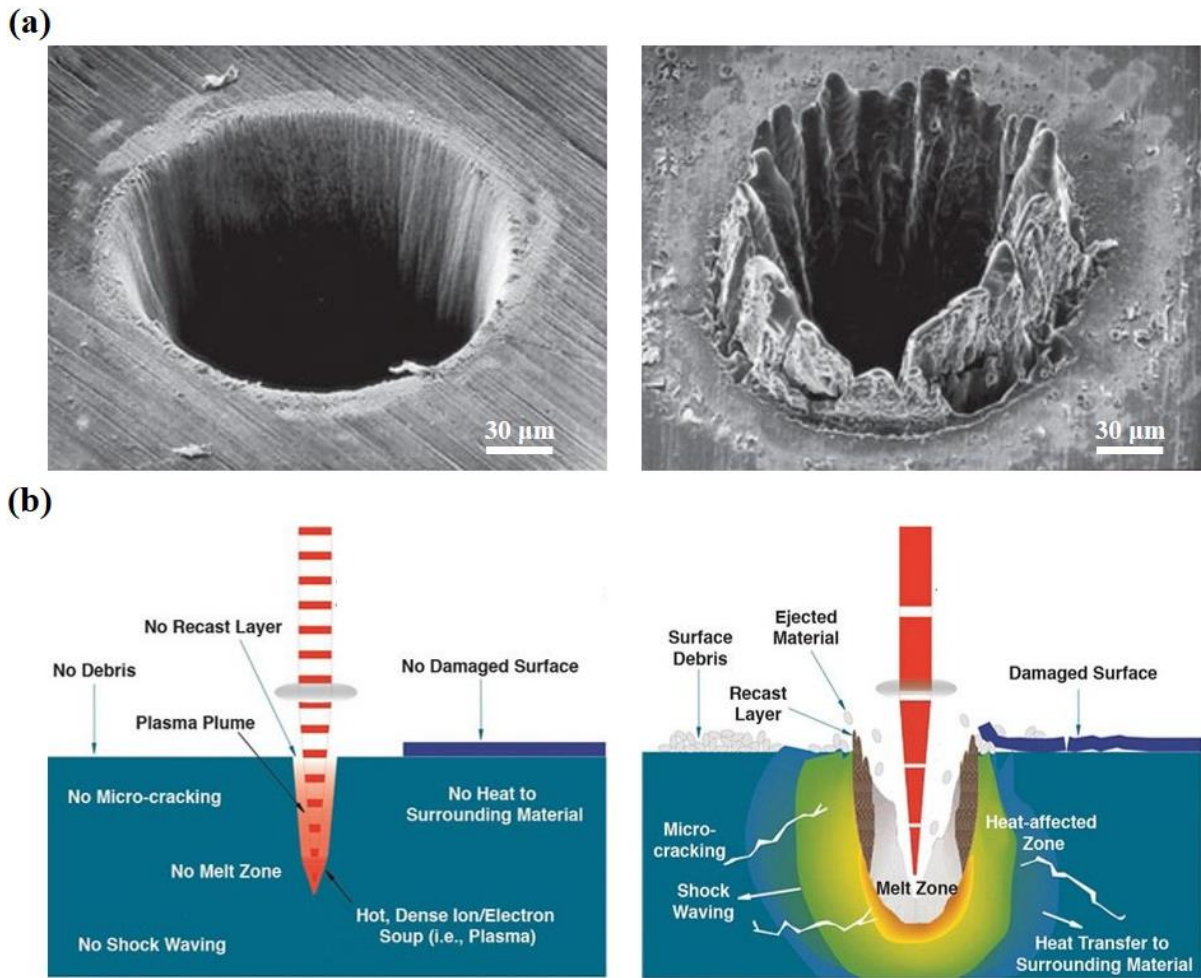 (a)
30 μm
30 μm
(b)
No Recast Layer
No Debris
No Damaged Surface
Plasma Plume
No Micro-cracking
No Heat to
Surrounding Material
No Melt Zone
Hot, Dense Ion/Electron
Soup (i.e., Plasma)
No Shock Waving
Ejected
Material
Surface
Debris
Recast
Layer
Damaged Surface
Micro-
cracking
Heat-affected
Zone
Melt Zone
Shock
Waving
Heat Transfer to
Surrounding Material